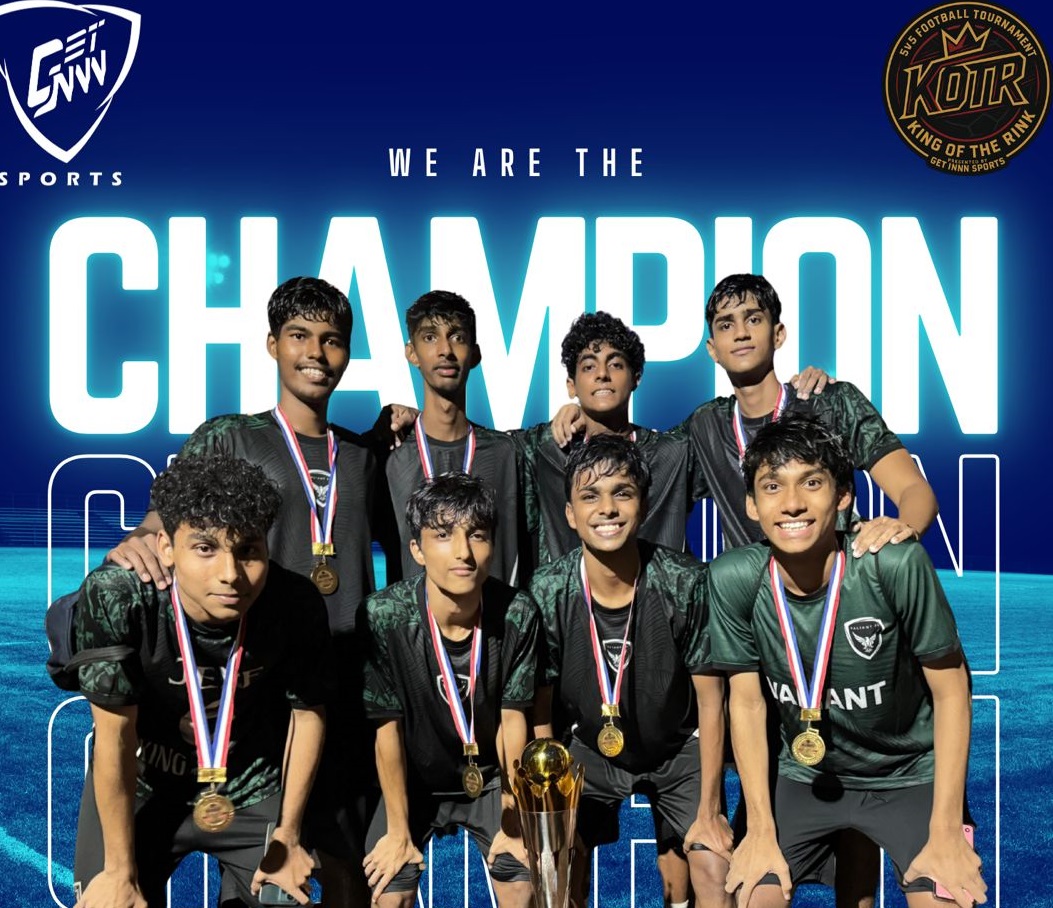 GET
INNN
SPORTS
5V5 FOOTBALL TOURNAMENT
KOTR
KING OF THE RINK
PRESENTED BY
GET INNN SPORTS
WE ARE THE
CHAMPION
KING